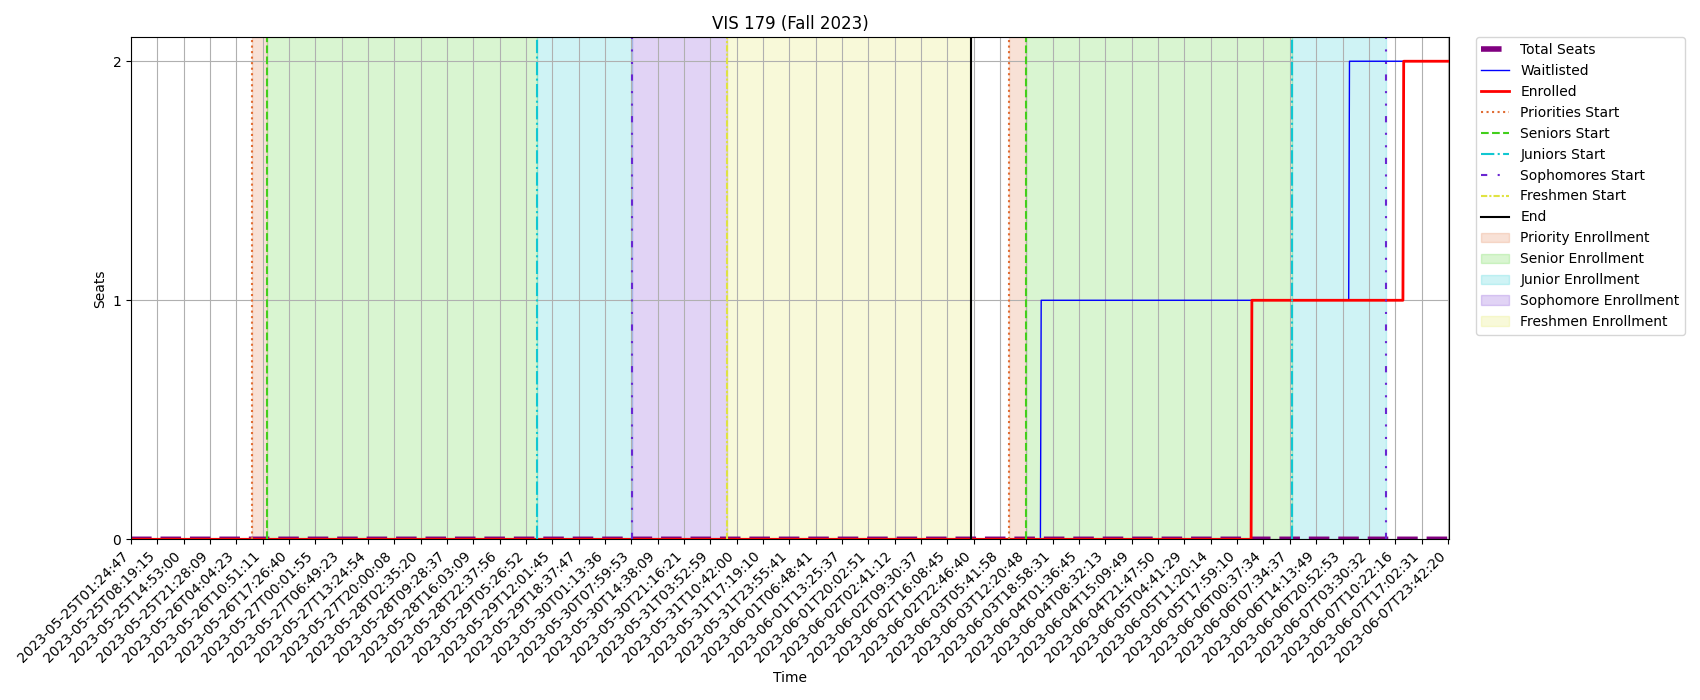 VIS 179 (Fall 2023)
Seats
2
1
0
2023-05-25T01:24:47
2023-05-25T08:19:15
2023-05-25T14:53:00
2023-05-25T21:28:09
2023-05-26T04:04:23
2023-05-26T10:51:11
2023-05-26T17:26:40
2023-05-27T00:01:55
2023-05-27T06:49:23
2023-05-27T13:24:54
2023-05-27T20:00:08
2023-05-28T02:35:20
2023-05-28T09:28:37
2023-05-28T16:03:09
2023-05-28T22:37:56
2023-05-29T05:26:52
2023-05-29T12:01:45
2023-05-29T18:37:47
2023-05-30T01:13:36
2023-05-30T07:59:53
2023-05-30T14:38:09
2023-05-30T21:16:21
2023-05-31T03:52:59
2023-05-31T10:42:00
2023-05-31T17:19:10
2023-05-31T23:55:41
2023-06-01T06:48:41
2023-06-01T13:25:37
2023-06-01T20:02:51
2023-06-02T02:41:12
2023-06-02T09:30:37
2023-06-02T16:08:45
2023-06-02T22:46:40
2023-06-03T05:41:58
2023-06-03T12:20:48
2023-06-03T18:58:31
2023-06-04T01:36:45
2023-06-04T08:32:13
2023-06-04T15:09:49
2023-06-04T21:47:50
2023-06-05T04:41:29
2023-06-05T11:20:14
2023-06-05T17:59:10
2023-06-06T00:37:34
2023-06-06T07:34:37
2023-06-06T14:13:49
2023-06-06T20:52:53
2023-06-07T03:30:32
2023-06-07T10:22:16
2023-06-07T17:02:31
2023-06-07T23:42:20
Time
Total Seats
Waitlisted
Enrolled
Priorities Start
Seniors Start
Juniors Start
Sophomores Start
Freshmen Start
End
Priority Enrollment
Senior Enrollment
Junior Enrollment
Sophomore Enrollment
Freshmen Enrollment